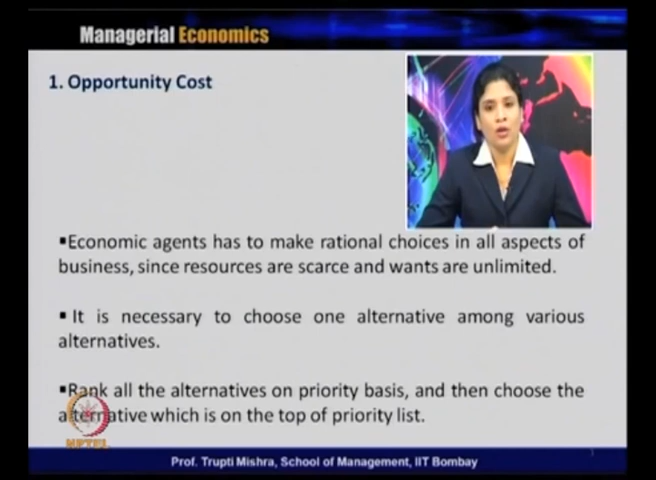 Managerial Economics
1. Opportunity Cost
▪Economic agents has to make rational choices in all aspects of
business, since resources are scarce and wants are unlimited.
▪ It is necessary to choose one alternative among various
alternatives.
▪Rank all the alternatives on priority basis, and then choose the
alternative which is on the top of priority list.
NPTEL
Prof. Trupti Mishra, School of Management, IIT Bombay
1